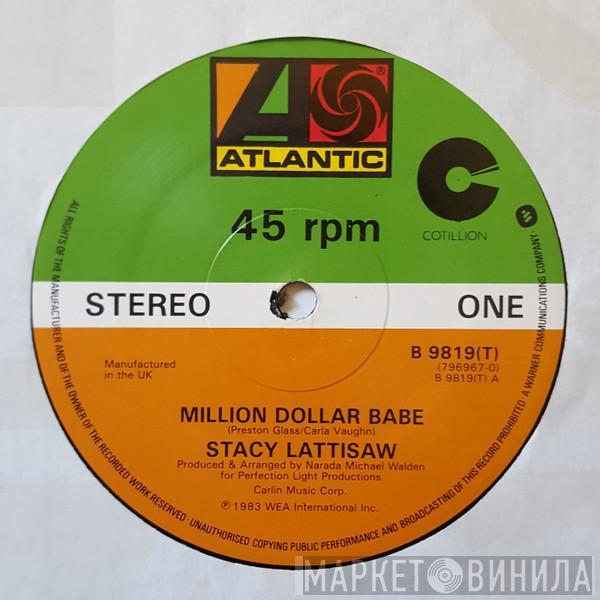 ATLANTIC
®
COTILLION
45 rpm
STEREO
ONE
Manufactured
in the UK
B 9819(T)
(796967-0)
B 9819(T) A
MILLION DOLLAR BABE
(Preston Glass/Carla Vaughn)
STACY LATTISAW
Produced & Arranged by Narada Michael Walden
for Perfection Light Productions
Carlin Music Corp.
℗ 1983 WEA International Inc.
ALL RIGHTS OF THE MANUFACTURER AND OF THE OWNER OF THE RECORDED WORK RESERVED. UNAUTHORISED COPYING PUBLIC PERFORMANCE AND BROADCASTING OF THIS RECORD PROHIBITED. A WARNER COMMUNICATIONS COMPANY.
МАРКЕТ ВИНИЛА